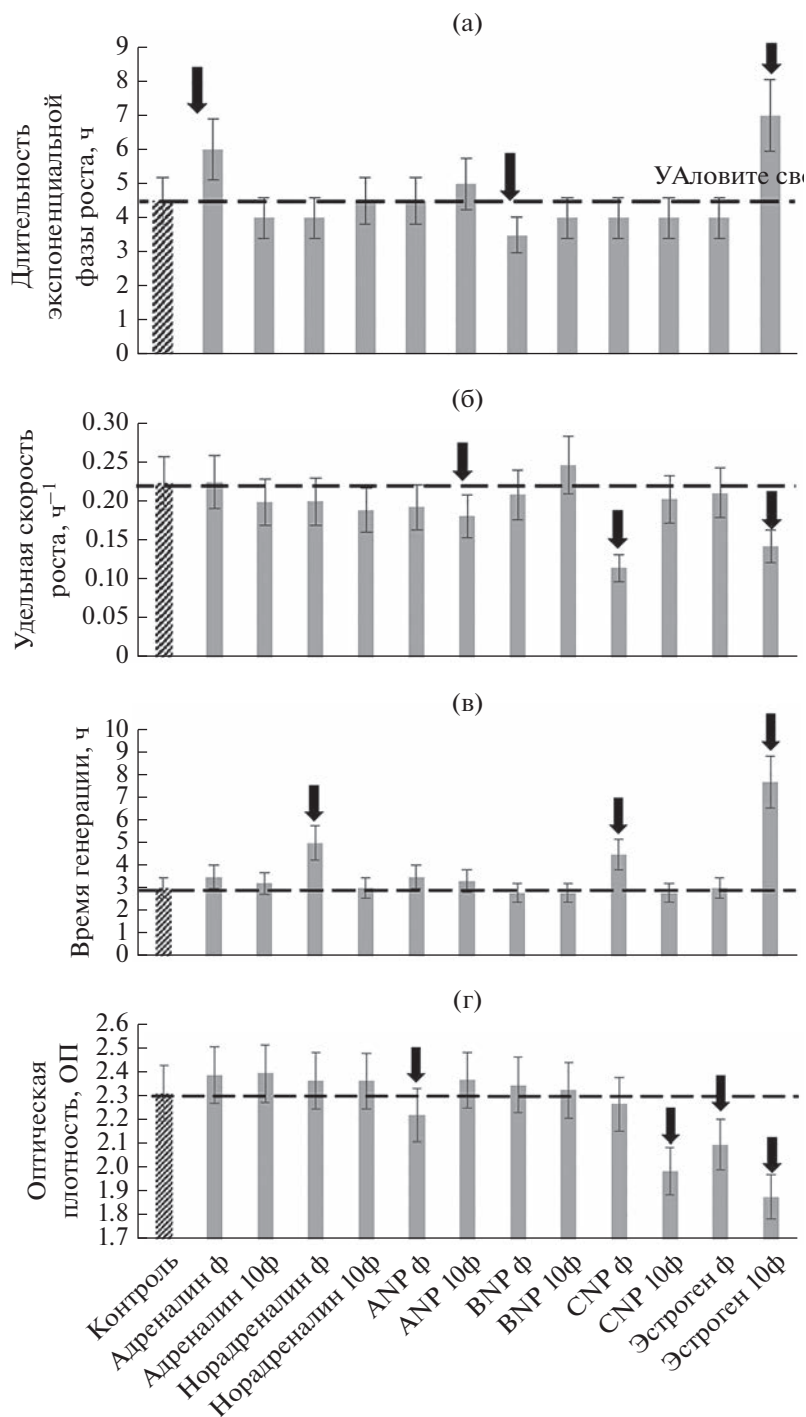 (а)
Длительность
экспоненциальной
фазы роста, ч
9
8
7
6
5
4
3
2
1
0
УАловите сво
(б)
Удельная скорость
роста, ч⁻¹
0.30
0.25
0.20
0.15
0.10
0.05
0
(в)
Время генерации, ч
10
9
8
7
6
5
4
3
2
1
0
(г)
Оптическая
плотность, ОП
2.6
2.5
2.4
2.3
2.2
2.1
2.0
1.9
1.8
1.7
Контроль
Адреналин ф
Адреналин 10ф
Норадреналин ф
Норадреналин 10ф
ANP ф
ANP 10ф
BNP ф
BNP 10ф
CNP ф
CNP 10ф
Эстроген ф
Эстроген 10ф